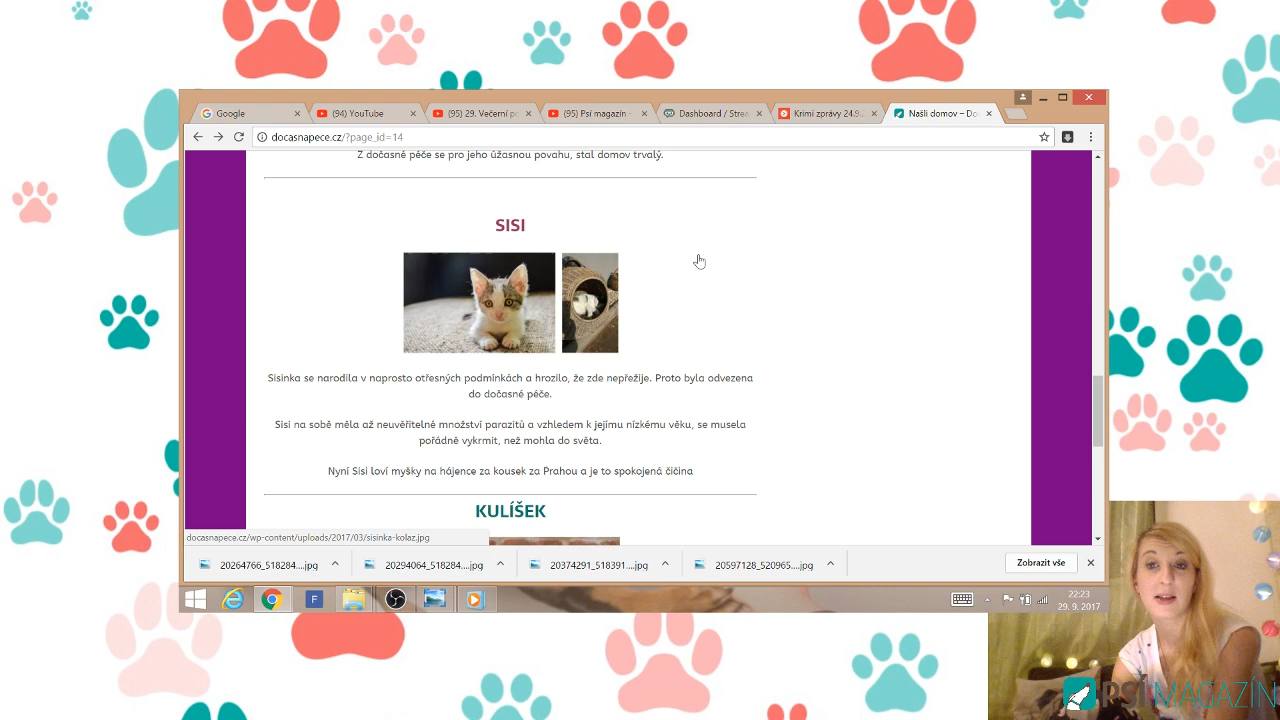 Google
(94) YouTube
(95) 29. Večerní po
(95) Psí magazín -
Dashboard / Strea
Krimi zprávy 24.9.
Našli domov – Do
docasnapece.cz/?page_id=14
Z dočasné péče se pro jeho úžasnou povahu, stal domov trvalý.
SISI
Sisinka se narodila v naprosto otřesných podmínkách a hrozilo, že zde nepřežije. Proto byla odvezena
do dočasné péče.
Sisi na sobě měla až neuvěřitelné množství parazitů a vzhledem k jejímu nízkému věku, se musela
pořádně vykrmit, než mohla do světa.
Nyní Sisi loví myšky na hájence za kousek za Prahou a je to spokojená čičina
KULÍŠEK
docasnapece.cz/wp-content/uploads/2017/03/sisinka-kolaz.jpg
20264766_518284....jpg
20294064_518284....jpg
20374291_518391....jpg
20597128_520965....jpg
Zobrazit vše
22:23
29. 9. 2017
PSÍ MAGAZÍN